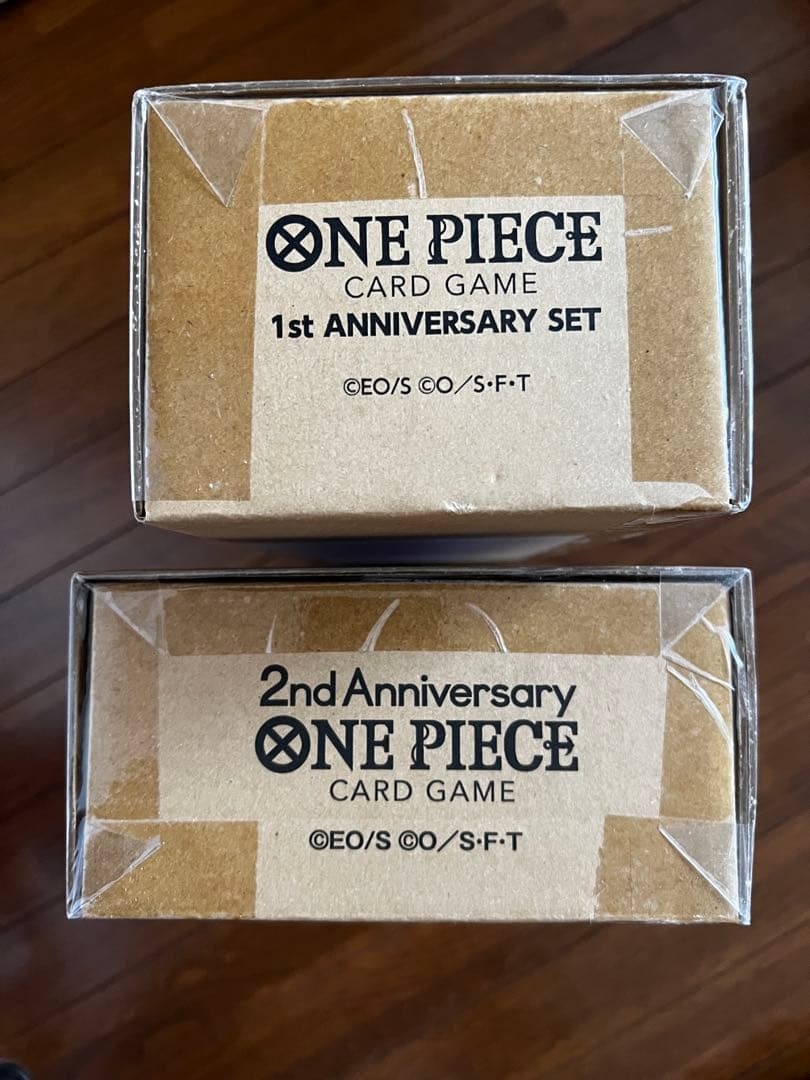 ONE PIECE
CARD GAME
1st ANNIVERSARY SET
©EO/S ©O/S・F・T
2nd Anniversary
ONE PIECE
CARD GAME
©EO/S ©O/S・F・T